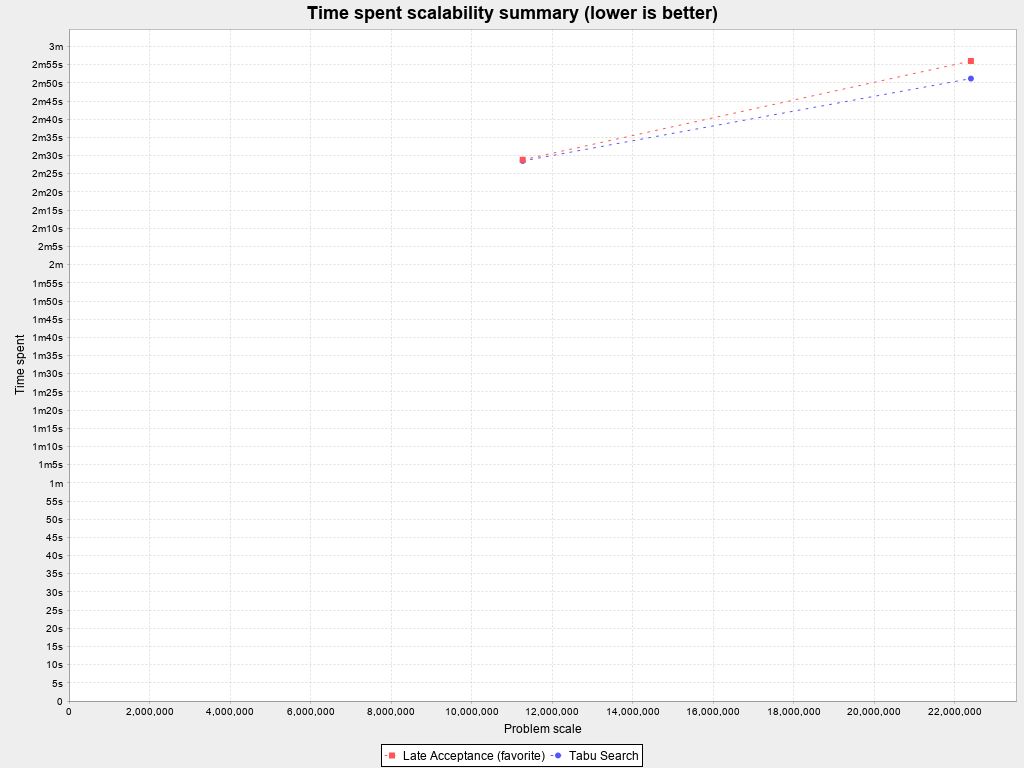 Time spent scalability summary (lower is better)
3m
2m55s
2m50s
2m45s
2m40s
2m35s
2m30s
2m25s
2m20s
2m15s
2m10s
2m5s
2m
1m55s
1m50s
1m45s
1m40s
1m35s
1m30s
1m25s
1m20s
1m15s
1m10s
1m5s
1m
55s
50s
45s
40s
35s
30s
25s
20s
15s
10s
5s
0
Time spent
0 2,000,000 4,000,000 6,000,000 8,000,000 10,000,000 12,000,000 14,000,000 16,000,000 18,000,000 20,000,000 22,000,000
Problem scale
Late Acceptance (favorite) Tabu Search